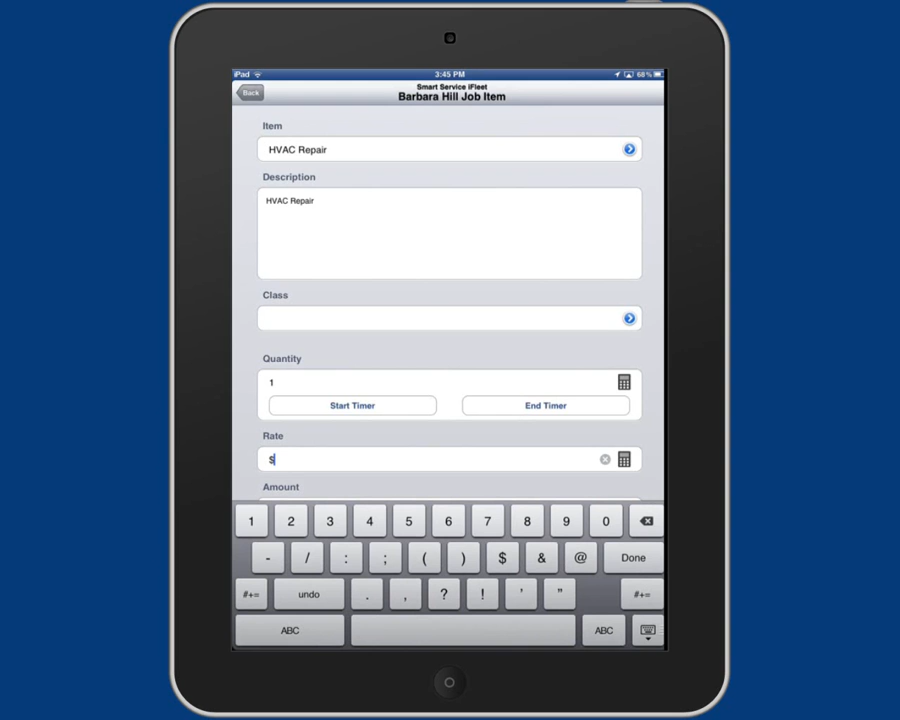 iPad 3:45 PM 68%
Smart Service iFleet
Back Barbara Hill Job Item
Item
HVAC Repair
Description
HVAC Repair
Class
Quantity
1
Start Timer End Timer
Rate
$
Amount
1 2 3 4 5 6 7 8 9 0
- / : ; ( ) $ & @ Done
#+= undo . , ? ! ' " #+=
ABC ABC